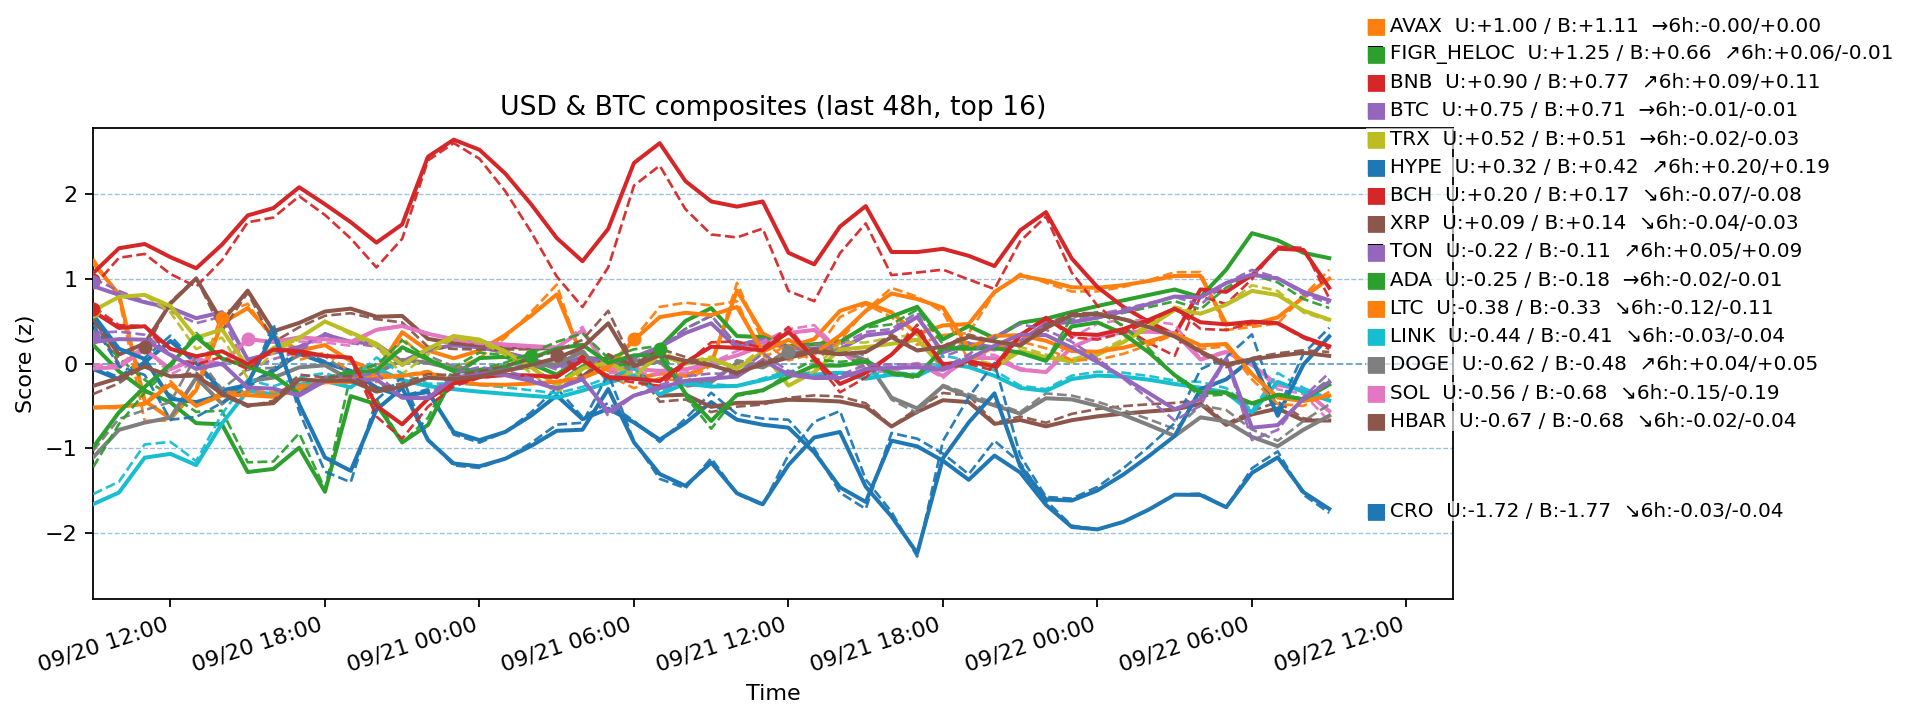 AVAX  U:+1.00 / B:+1.11  →6h:-0.00/+0.00
FIGR_HELOC  U:+1.25 / B:+0.66  ↗6h:+0.06/-0.01
BNB  U:+0.90 / B:+0.77  ↗6h:+0.09/+0.11
USD & BTC composites (last 48h, top 16)
BTC  U:+0.75 / B:+0.71  →6h:-0.01/-0.01
TRX  U:+0.52 / B:+0.51  →6h:-0.02/-0.03
HYPE  U:+0.32 / B:+0.42  ↗6h:+0.20/+0.19
BCH  U:+0.20 / B:+0.17  ↘6h:-0.07/-0.08
XRP  U:+0.09 / B:+0.14  ↘6h:-0.04/-0.03
TON  U:-0.22 / B:-0.11  ↗6h:+0.05/+0.09
ADA  U:-0.25 / B:-0.18  →6h:-0.02/-0.01
LTC  U:-0.38 / B:-0.33  ↘6h:-0.12/-0.11
LINK  U:-0.44 / B:-0.41  ↘6h:-0.03/-0.04
DOGE  U:-0.62 / B:-0.48  ↗6h:+0.04/+0.05
SOL  U:-0.56 / B:-0.68  ↘6h:-0.15/-0.19
HBAR  U:-0.67 / B:-0.68  ↘6h:-0.02/-0.04
CRO  U:-1.72 / B:-1.77  ↘6h:-0.03/-0.04
Score (z)
2
1
0
−1
−2
09/20 12:00
09/20 18:00
09/21 00:00
09/21 06:00
09/21 12:00
09/21 18:00
09/22 00:00
09/22 06:00
09/22 12:00
Time